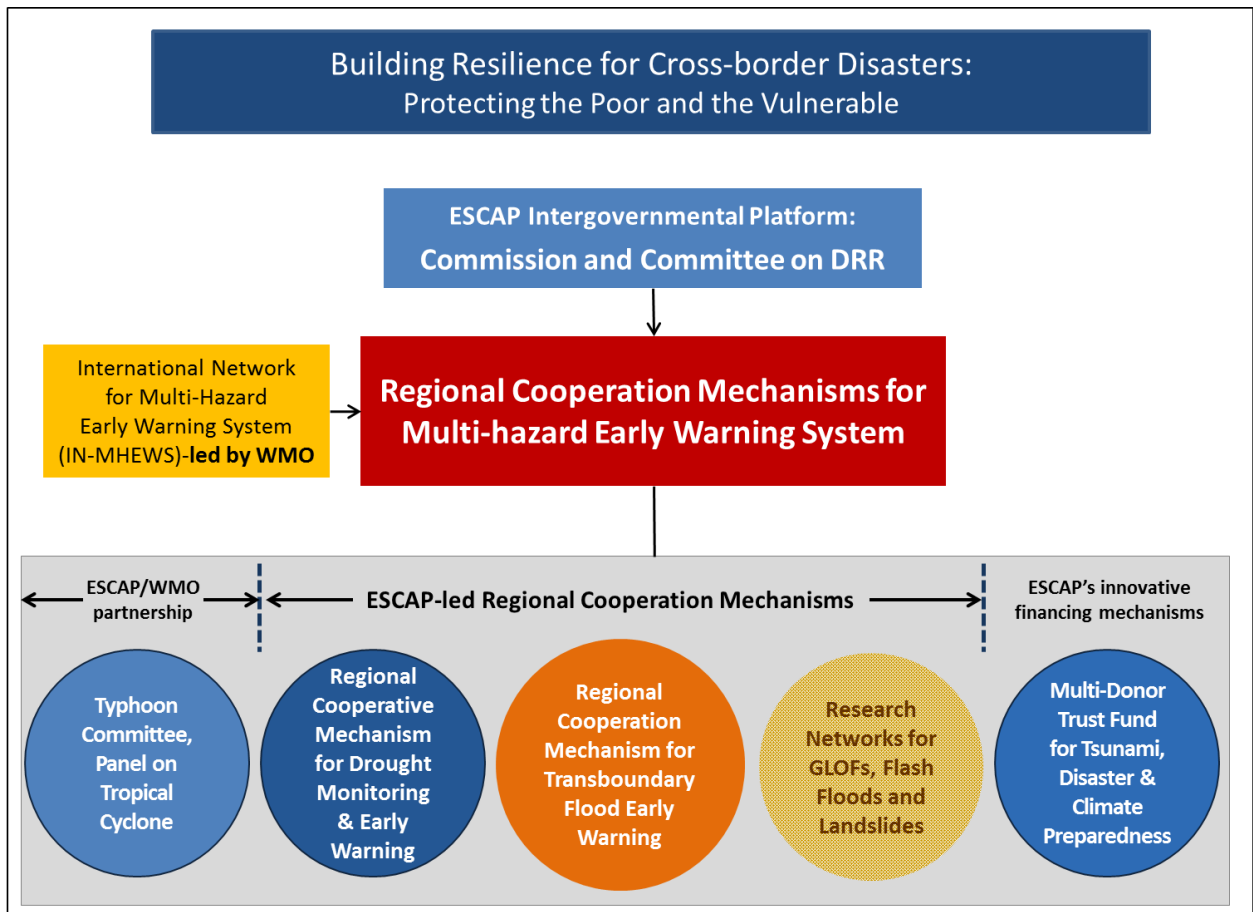 Building Resilience for Cross-border Disasters:
Protecting the Poor and the Vulnerable
ESCAP Intergovernmental Platform:
Commission and Committee on DRR
International Network
for Multi-Hazard
Early Warning System
(IN-MHEWS)-led by WMO
Regional Cooperation Mechanisms for
Multi-hazard Early Warning System
ESCAP/WMO
partnership
ESCAP-led Regional Cooperation Mechanisms
ESCAP's innovative
financing mechanisms
Typhoon
Committee,
Panel on
Tropical
Cyclone
Regional
Cooperative
Mechanism
for Drought
Monitoring
& Early
Warning
Regional
Cooperation
Mechanism for
Transboundary
Flood Early
Warning
Research
Networks for
GLOFs, Flash
Floods and
Landslides
Multi-Donor
Trust Fund
for Tsunami,
Disaster &
Climate
Preparedness